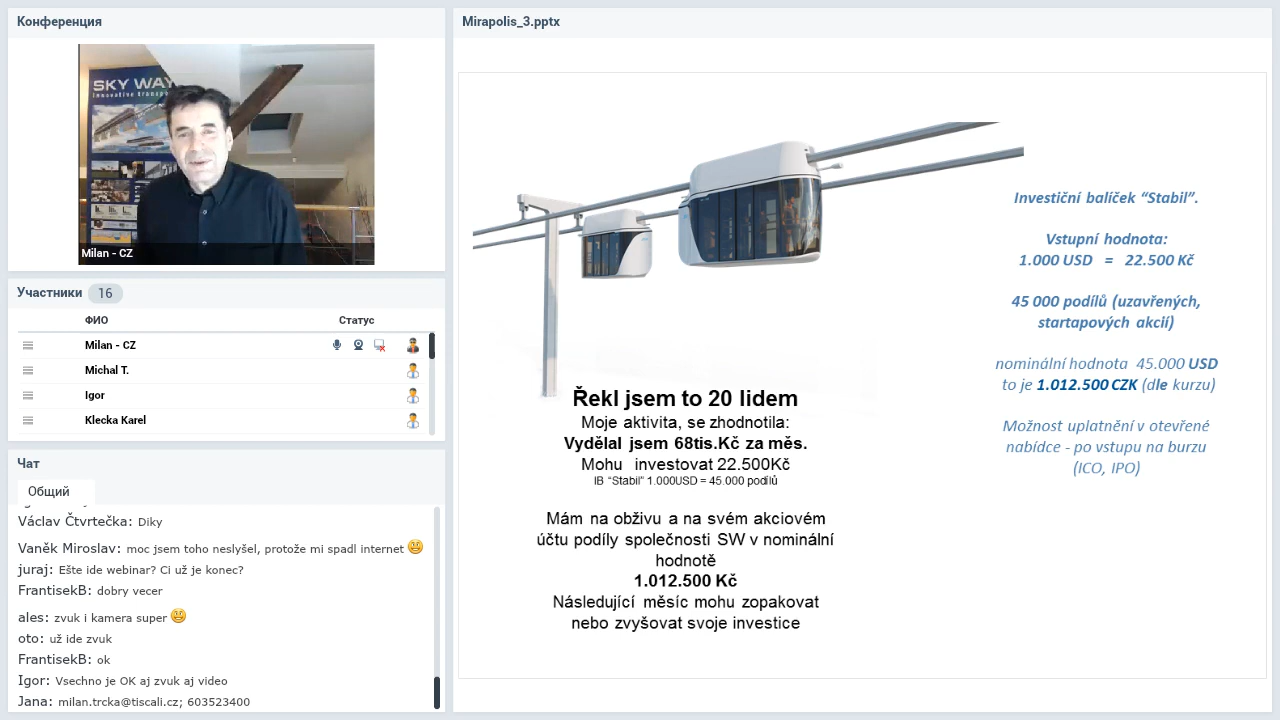 Конференция
SKY WAY
Milan - CZ
Участники 16
ФИО Статус
Milan - CZ
Michal T.
Igor
Klecka Karel
Чат
Общий
Václav Čtvrtečka: Diky
Vaněk Miroslav: moc jsem toho neslyšel, protože mi spadl internet
juraj: Ešte ide webinar? Ci už je konec?
FrantisekB: dobry vecer
ales: zvuk i kamera super
oto: už ide zvuk
FrantisekB: ok
Igor: Vsechno je OK aj zvuk aj video
Jana: milan.trcka@tiscali.cz; 603523400
Mirapolis_3.pptx
Řekl jsem to 20 lidem
Moje aktivita, se zhodnotila:
Vydělal jsem 68tis.Kč za měs.
Mohu investovat 22.500Kč
IB “Stabil” 1.000USD = 45.000 podílů
Mám na obživu a na svém akciovém
účtu podíly společnosti SW v nominální
hodnotě
1.012.500 Kč
Následující měsíc mohu zopakovat
nebo zvyšovat svoje investice
Investiční balíček “Stabil”.
Vstupní hodnota:
1.000 USD = 22.500 Kč
45 000 podílů (uzavřených,
startapových akcií)
nominální hodnota 45.000 USD
to je 1.012.500 CZK (dle kurzu)
Možnost uplatnění v otevřené
nabídce - po vstupu na burzu
(ICO, IPO)